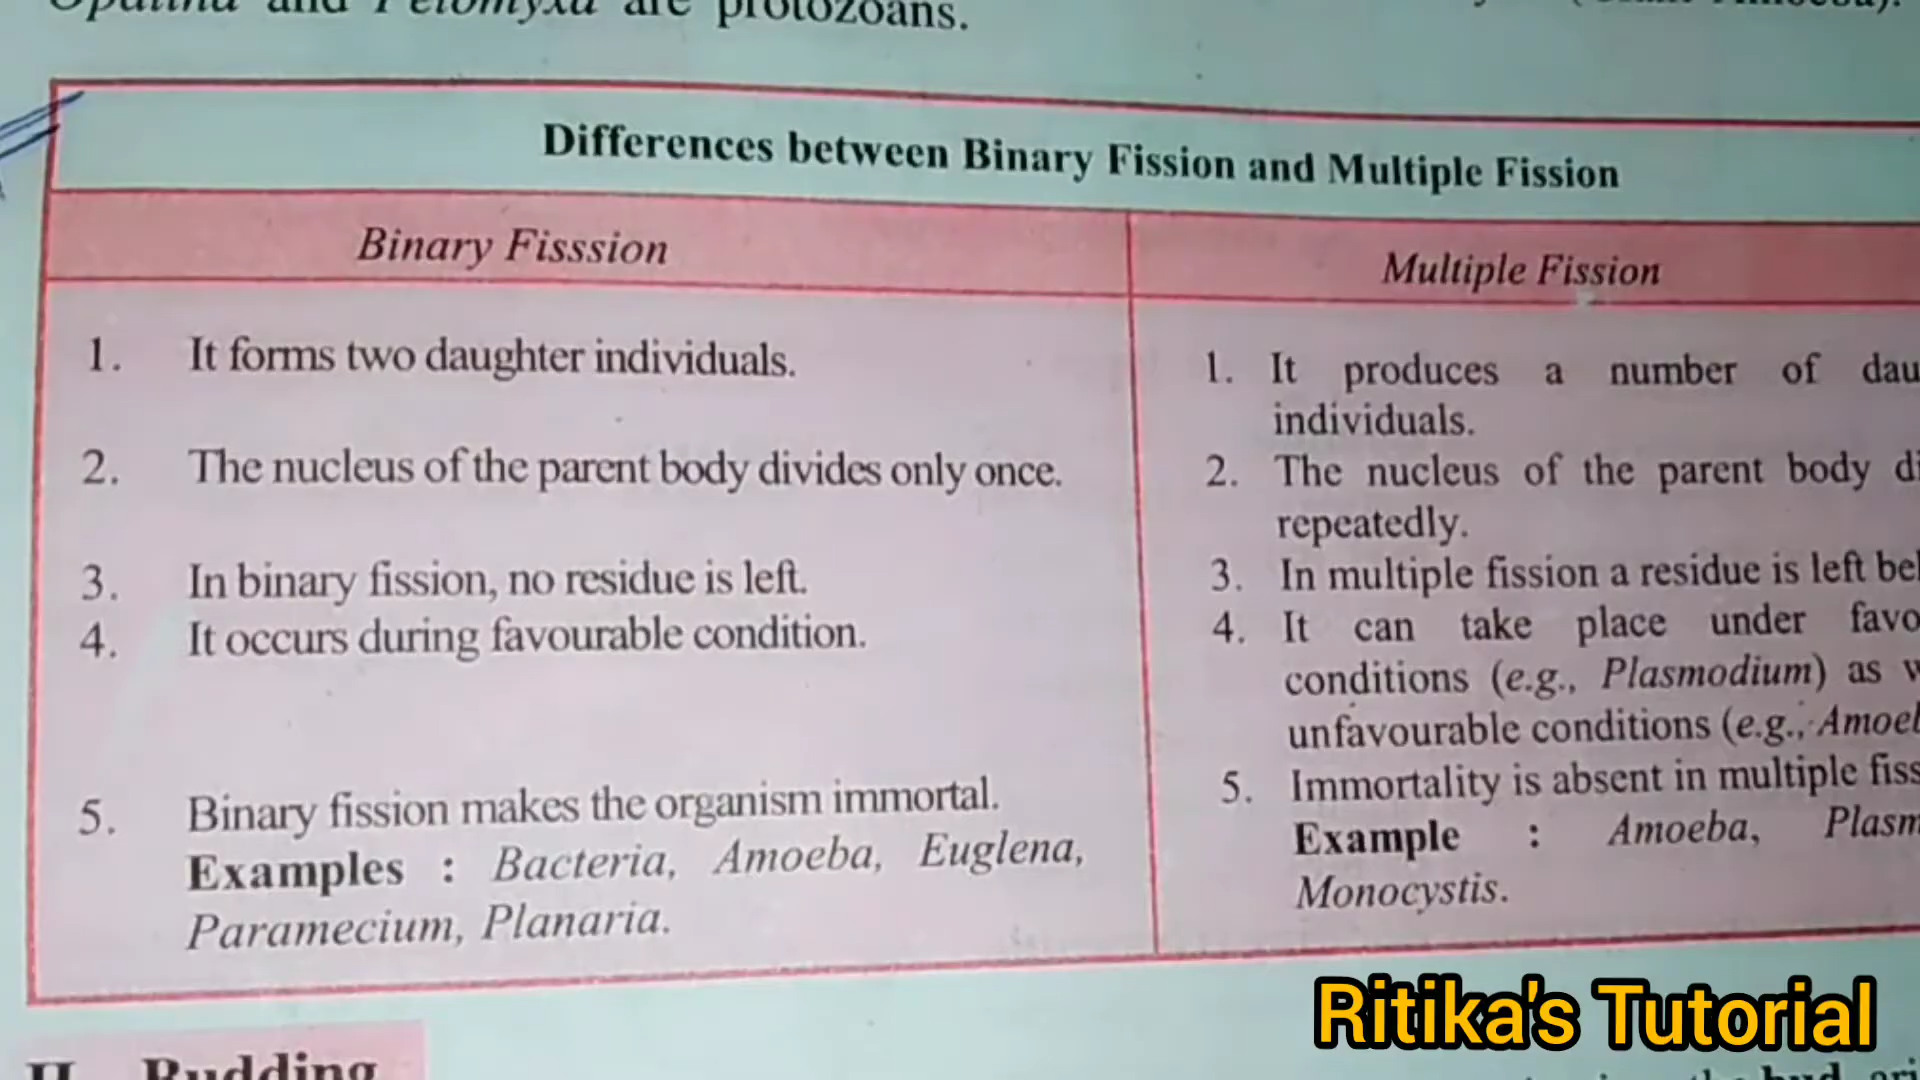 and Pelomyxa are protozoans.
Differences between Binary Fission and Multiple Fission
Binary Fisssion
Multiple Fission
1. It forms two daughter individuals.
2. The nucleus of the parent body divides only once.
3. In binary fission, no residue is left.
4. It occurs during favourable condition.
5. Binary fission makes the organism immortal.
Examples : Bacteria, Amoeba, Euglena,
Paramecium, Planaria.
1. It produces a number of
individuals.
2. The nucleus of the parent body
repeatedly.
3. In multiple fission a residue is left
4. It can take place under
conditions (e.g., Plasmodium) as
unfavourable conditions (e.g.,
5. Immortality is absent in multiple
Example : Amoeba,
Monocystis.
Ritika's Tutorial
II. Budding